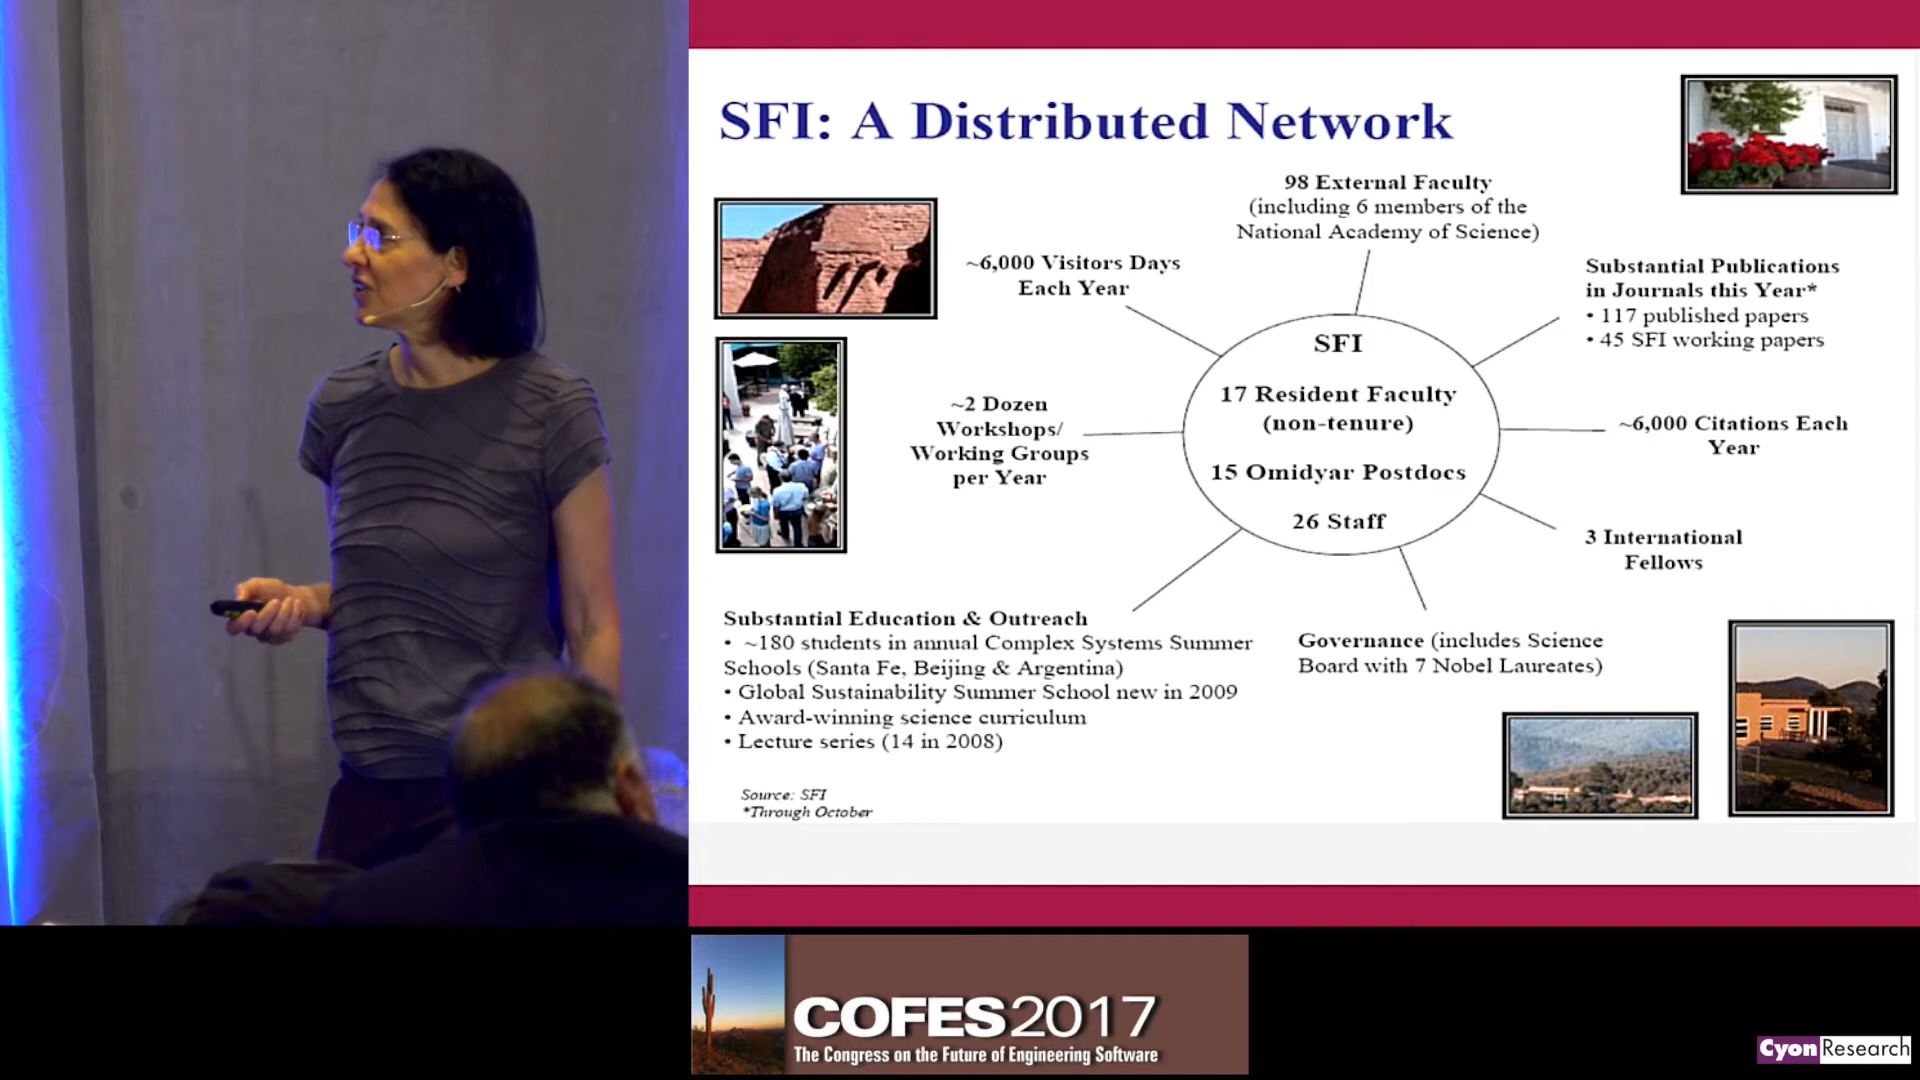 SFI: A Distributed Network
98 External Faculty
(including 6 members of the
National Academy of Science)
~6,000 Visitors Days
Each Year
Substantial Publications
in Journals this Year*
• 117 published papers
• 45 SFI working papers
SFI
17 Resident Faculty
(non-tenure)
15 Omidyar Postdocs
26 Staff
~2 Dozen
Workshops/
Working Groups
per Year
~6,000 Citations Each
Year
3 International
Fellows
Substantial Education & Outreach
• ~180 students in annual Complex Systems Summer
Schools (Santa Fe, Beijing & Argentina)
• Global Sustainability Summer School new in 2009
• Award-winning science curriculum
• Lecture series (14 in 2008)
Governance (includes Science
Board with 7 Nobel Laureates)
Source: SFI
*Through October
COFES2017
The Congress on the Future of Engineering Software
CyonResearch